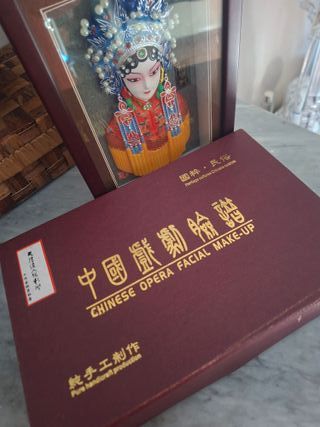 國粹·民俗
中國戲劇臉譜
CHINESE OPERA FACIAL MAKE-UP
純手工制作
Pure handicraft production